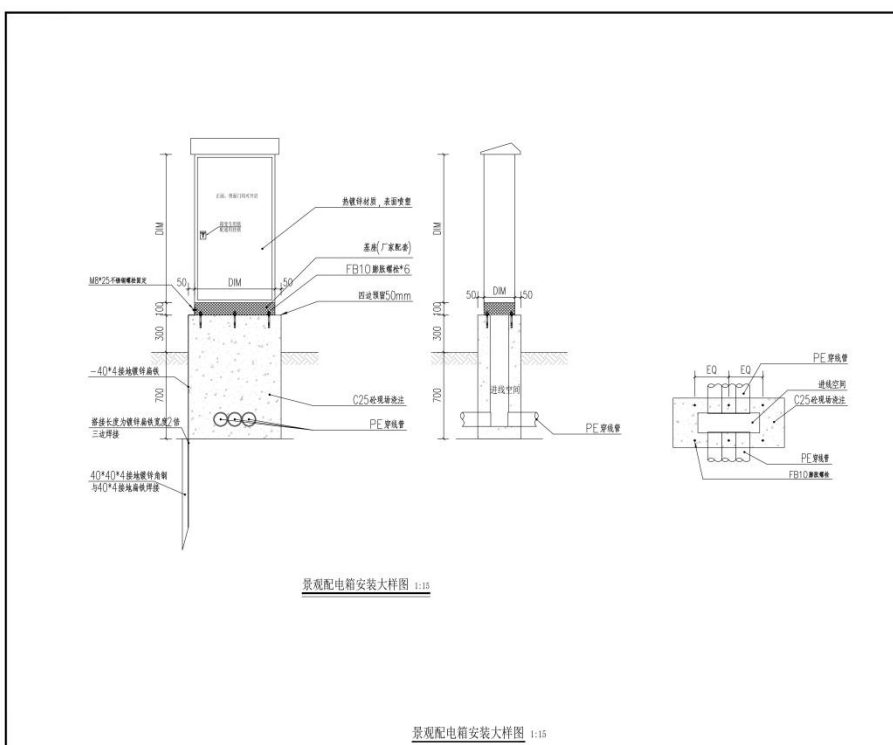 DIM
热镀锌材质，表面喷塑
基座(厂家配套)
FB10膨胀螺栓*6
M8*25不锈钢螺栓固定
50
DIM
50
四边预留50mm
100
300
-40*4接地镀锌扁铁
700
C25砼现场浇注
搭接长度为镀锌扁铁宽度2倍
三边焊接
PE穿线管
40*40*4接地镀锌角钢
与40*4接地扁铁焊接
DIM
50
DIM
50
100
300
700
进线空间
PE穿线管
EQ
EQ
PE穿线管
进线空间
C25砼现场浇注
PE穿线管
FB10膨胀螺栓
景观配电箱安装大样图 1:15
景观配电箱安装大样图 1:15